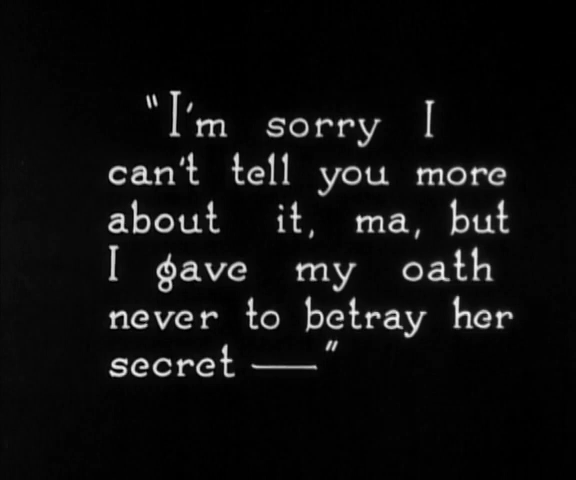 "I'm sorry I
can't tell you more
about it, ma, but
I gave my oath
never to betray her
secret —"